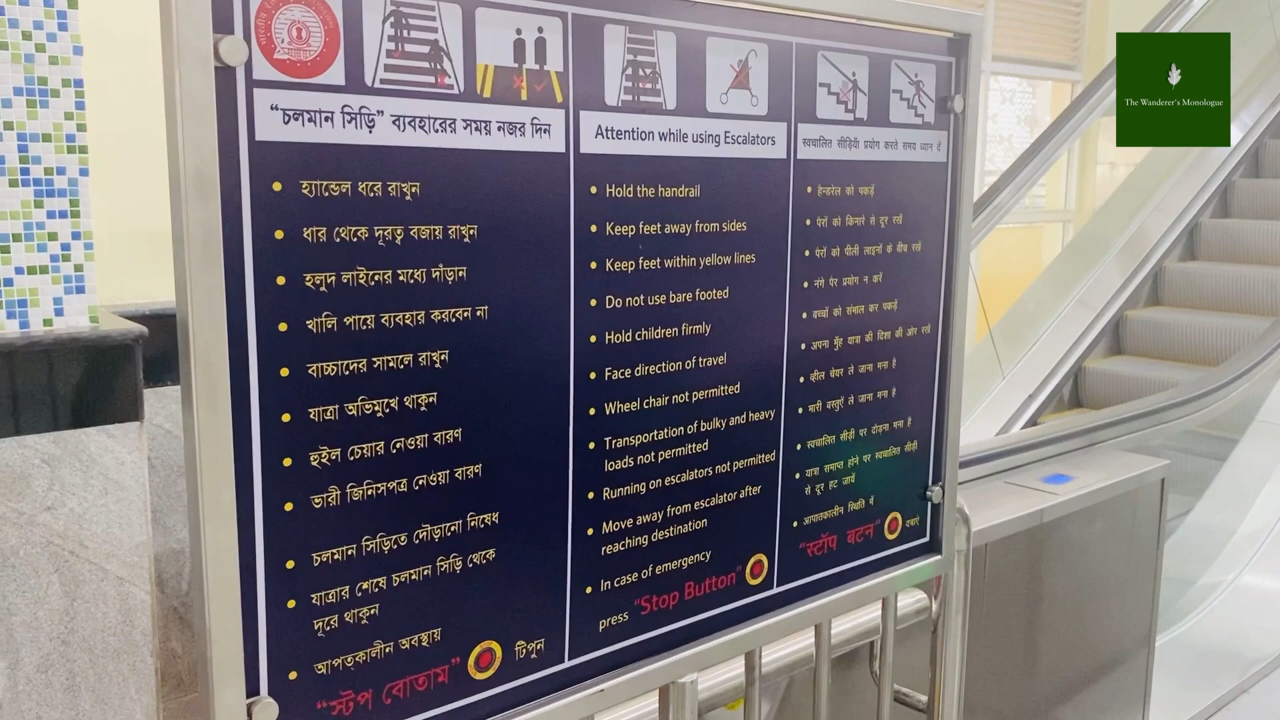 “চলমান সিড়ি” ব্যবহারের সময় নজর দিন
হ্যান্ডেল ধরে রাখুন
ধার থেকে দূরত্ব বজায় রাখুন
হলুদ লাইনের মধ্যে দাঁড়ান
খালি পায়ে ব্যবহার করবেন না
বাচ্চাদের সামলে রাখুন
যাত্রা অভিমুখে থাকুন
হুইল চেয়ার নেওয়া বারণ
ভারী জিনিসপত্র নেওয়া বারণ
চলমান সিড়িতে দৌড়ানো নিষেধ
যাত্রার শেষে চলমান সিড়ি থেকে
দূরে থাকুন
আপত্কালীন অবস্থায়
“স্টপ বোতাম” টিপুন
Attention while using Escalators
Hold the handrail
Keep feet away from sides
Keep feet within yellow lines
Do not use bare footed
Hold children firmly
Face direction of travel
Wheel chair not permitted
Transportation of bulky and heavy
loads not permitted
Running on escalators not permitted
Move away from escalator after
reaching destination
In case of emergency
press “Stop Button”
स्वचालित सीड़ियाँ प्रयोग करते समय ध्यान दें
हेन्डरेल को पकड़ें
पैरों को किनारे से दूर रखें
पैरों को पीली लाइनों के बीच रखें
नंगे पैर प्रयोग न करें
बच्चों को संभाल कर पकड़ें
अपना मुँह यात्रा की दिशा की ओर रखें
व्हील चेयर ले जाना मना है
भारी वस्तुएँ ले जाना मना है
स्वचालित सीड़ी पर दौड़ना मना है
यात्रा समाप्त होने पर स्वचालित सीड़ी
से दूर हट जायें
आपातकालीन स्थिति में
“स्टॉप बटन” दबाएं
The Wanderer's Monologue